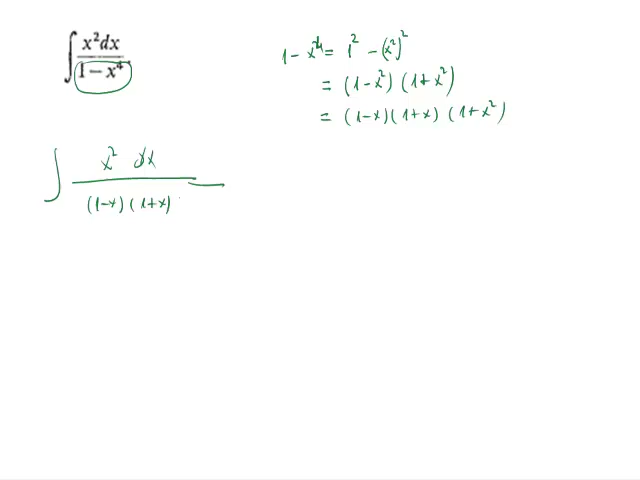 ∫ x²dx / 1 − x⁴
1 − x⁴ = 1² − (x²)²
= (1−x²) (1+x²)
= (1−x) (1+x) (1+x²)
∫ x² dx / (1−x) (1+x)